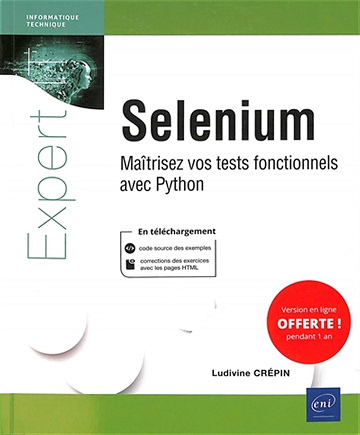 INFORMATIQUE
TECHNIQUE
Expert
Selenium
Maîtrisez vos tests fonctionnels
avec Python
En téléchargement
</> code source des exemples
corrections des exercices
avec les pages HTML
Version en ligne
OFFERTE !
pendant 1 an
Ludivine CRÉPIN
eni